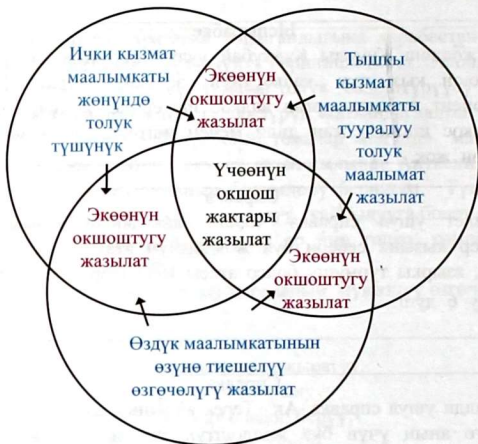 Ички кызмат
маалымкаты
жөнүндө
толук
түшүнүк
Экөөнүн
окшоштугу
жазылат
Тышкы
кызмат
маалымкаты
тууралуу
толук
маалымат
жазылат
Үчөөнүн
окшош
жактары
жазылат
Экөөнүн
окшоштугу
жазылат
Экөөнүн
окшоштугу
жазылат
Өздүк маалымкатынын
өзүнө тиешелүү
өзгөчөлүгү жазылат